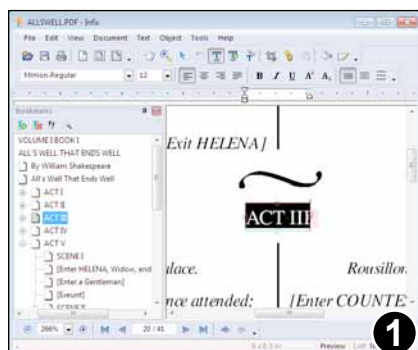 ALLSWELL.PDF - Infix
File Edit View Document Text Object Tools Help
Minion-Regular 12
Bookmarks
VOLUME I BOOK I
ALL'S WELL THAT ENDS WELL
By William Shakespeare
All's Well That Ends Well
ACT I
ACT II
ACT III
ACT IV
ACT V
SCENE I
[Enter HELENA, Widow, and
[Enter a Gentleman]
[Exeunt]
SCENE II
Exit HELENA]
ACT III
lace. Rousillon.
nce attended; [Enter COUNTE
266% 20 / 41
Preview
1